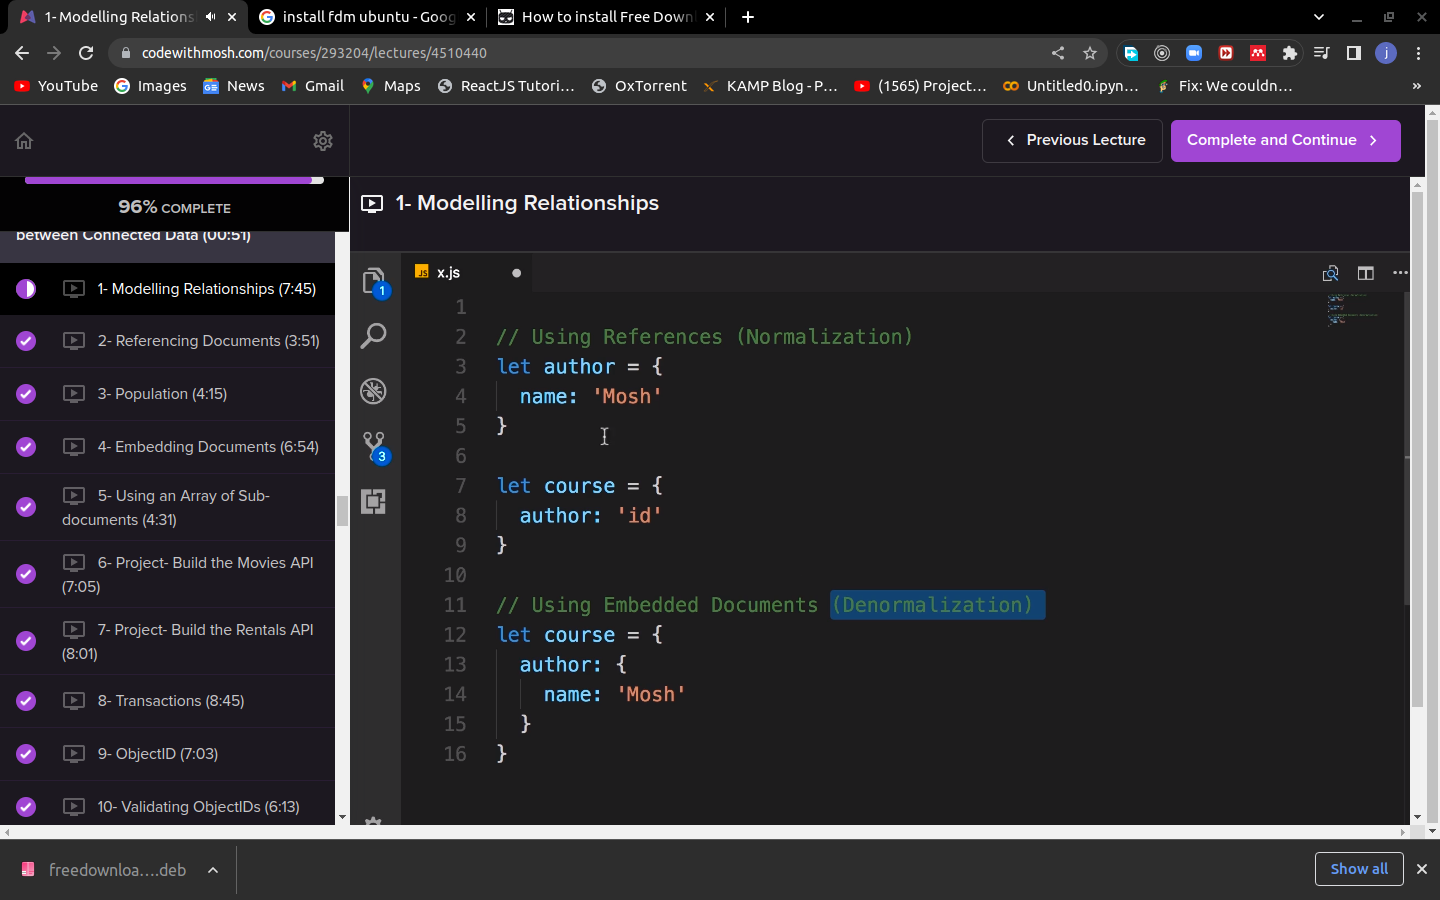 1- Modelling Relations
install fdm ubuntu - Goog
How to install Free Down
codewithmosh.com/courses/293204/lectures/4510440
j
YouTube
Images
News
Gmail
Maps
ReactJS Tutori...
OxTorrent
KAMP Blog - P...
(1565) Project...
Untitled0.ipyn...
Fix: We couldn...
»
Previous Lecture
Complete and Continue
96% COMPLETE
between Connected Data (00:51)
1- Modelling Relationships (7:45)
2- Referencing Documents (3:51)
3- Population (4:15)
4- Embedding Documents (6:54)
5- Using an Array of Sub-
documents (4:31)
6- Project- Build the Movies API
(7:05)
7- Project- Build the Rentals API
(8:01)
8- Transactions (8:45)
9- ObjectID (7:03)
10- Validating ObjectIDs (6:13)
1- Modelling Relationships
JS x.js
1
3
1
2 // Using References (Normalization)
3 let author = {
4 name: 'Mosh'
5 }
6
7 let course = {
8 author: 'id'
9 }
10
11 // Using Embedded Documents (Denormalization)
12 let course = {
13 author: {
14 name: 'Mosh'
15 }
16 }
freedownloa....deb
Show all